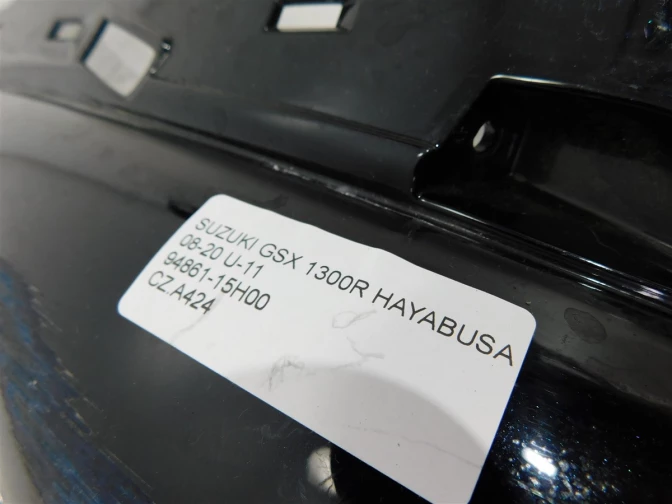 SUZUKI GSX 1300R HAYABUSA
08-20 U-11
94861-15H00
CZ.A424